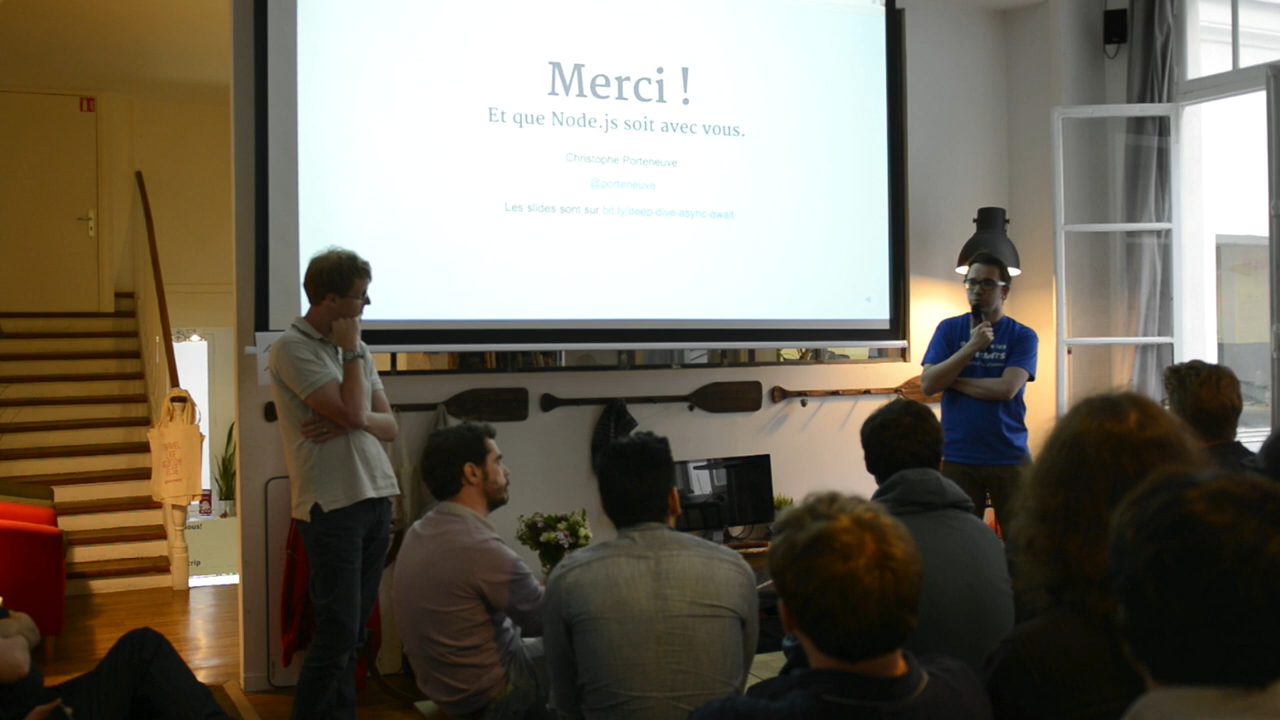 Merci !
Et que Node.js soit avec vous.
Christophe Porteneuve
@porteneuve
Les slides sont sur bit.ly/deep-dive-async-await